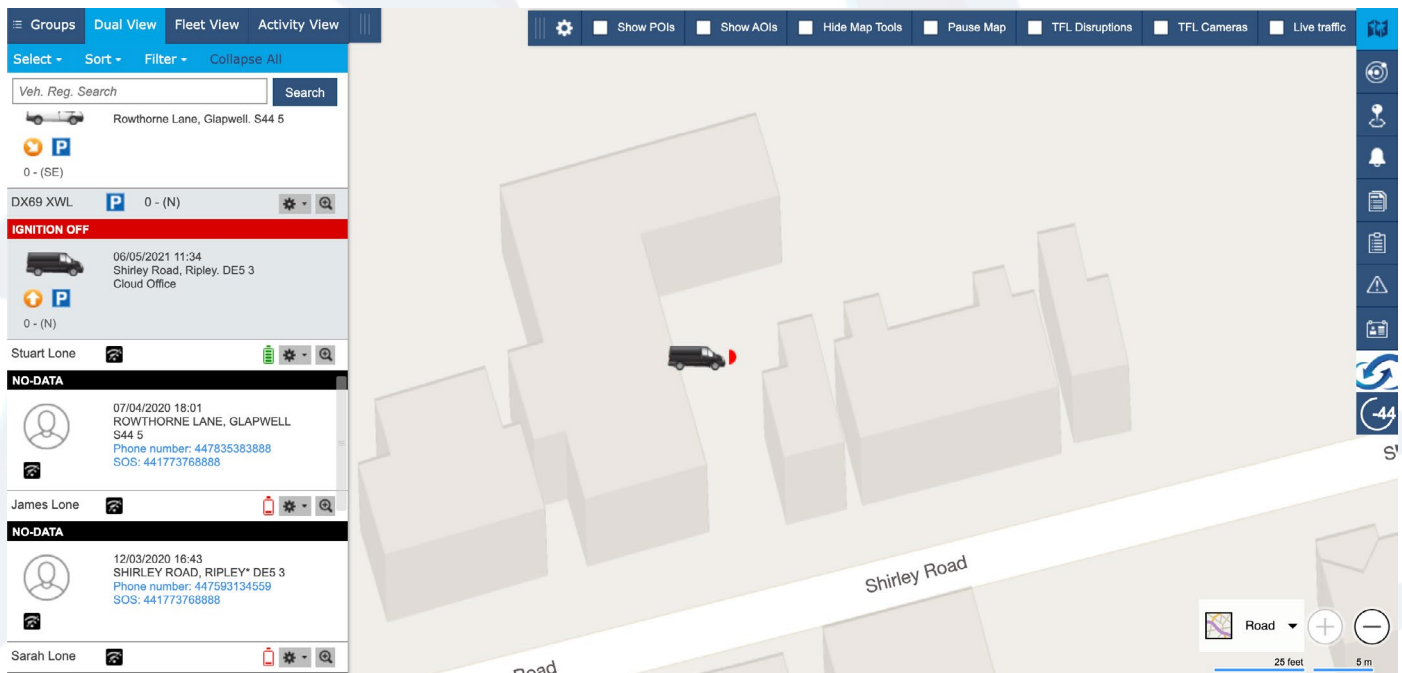 Groups
Dual View
Fleet View
Activity View
Show POIs
Show AOIs
Hide Map Tools
Pause Map
TFL Disruptions
TFL Cameras
Live traffic
Select
Sort
Filter
Collapse All
Veh. Reg. Search
Search
Rowthorne Lane, Glapwell. S44 5
P
0 - (SE)
DX69 XWL
P
0 - (N)
IGNITION OFF
06/05/2021 11:34
Shirley Road, Ripley. DE5 3
Cloud Office
P
0 - (N)
Stuart Lone
NO-DATA
07/04/2020 18:01
ROWTHORNE LANE, GLAPWELL
S44 5
Phone number: 447835383888
SOS: 441773768888
James Lone
NO-DATA
12/03/2020 16:43
SHIRLEY ROAD, RIPLEY* DE5 3
Phone number: 447593134559
SOS: 441773768888
Sarah Lone
-44
Shirley Road
Road
Road
25 feet
5 m